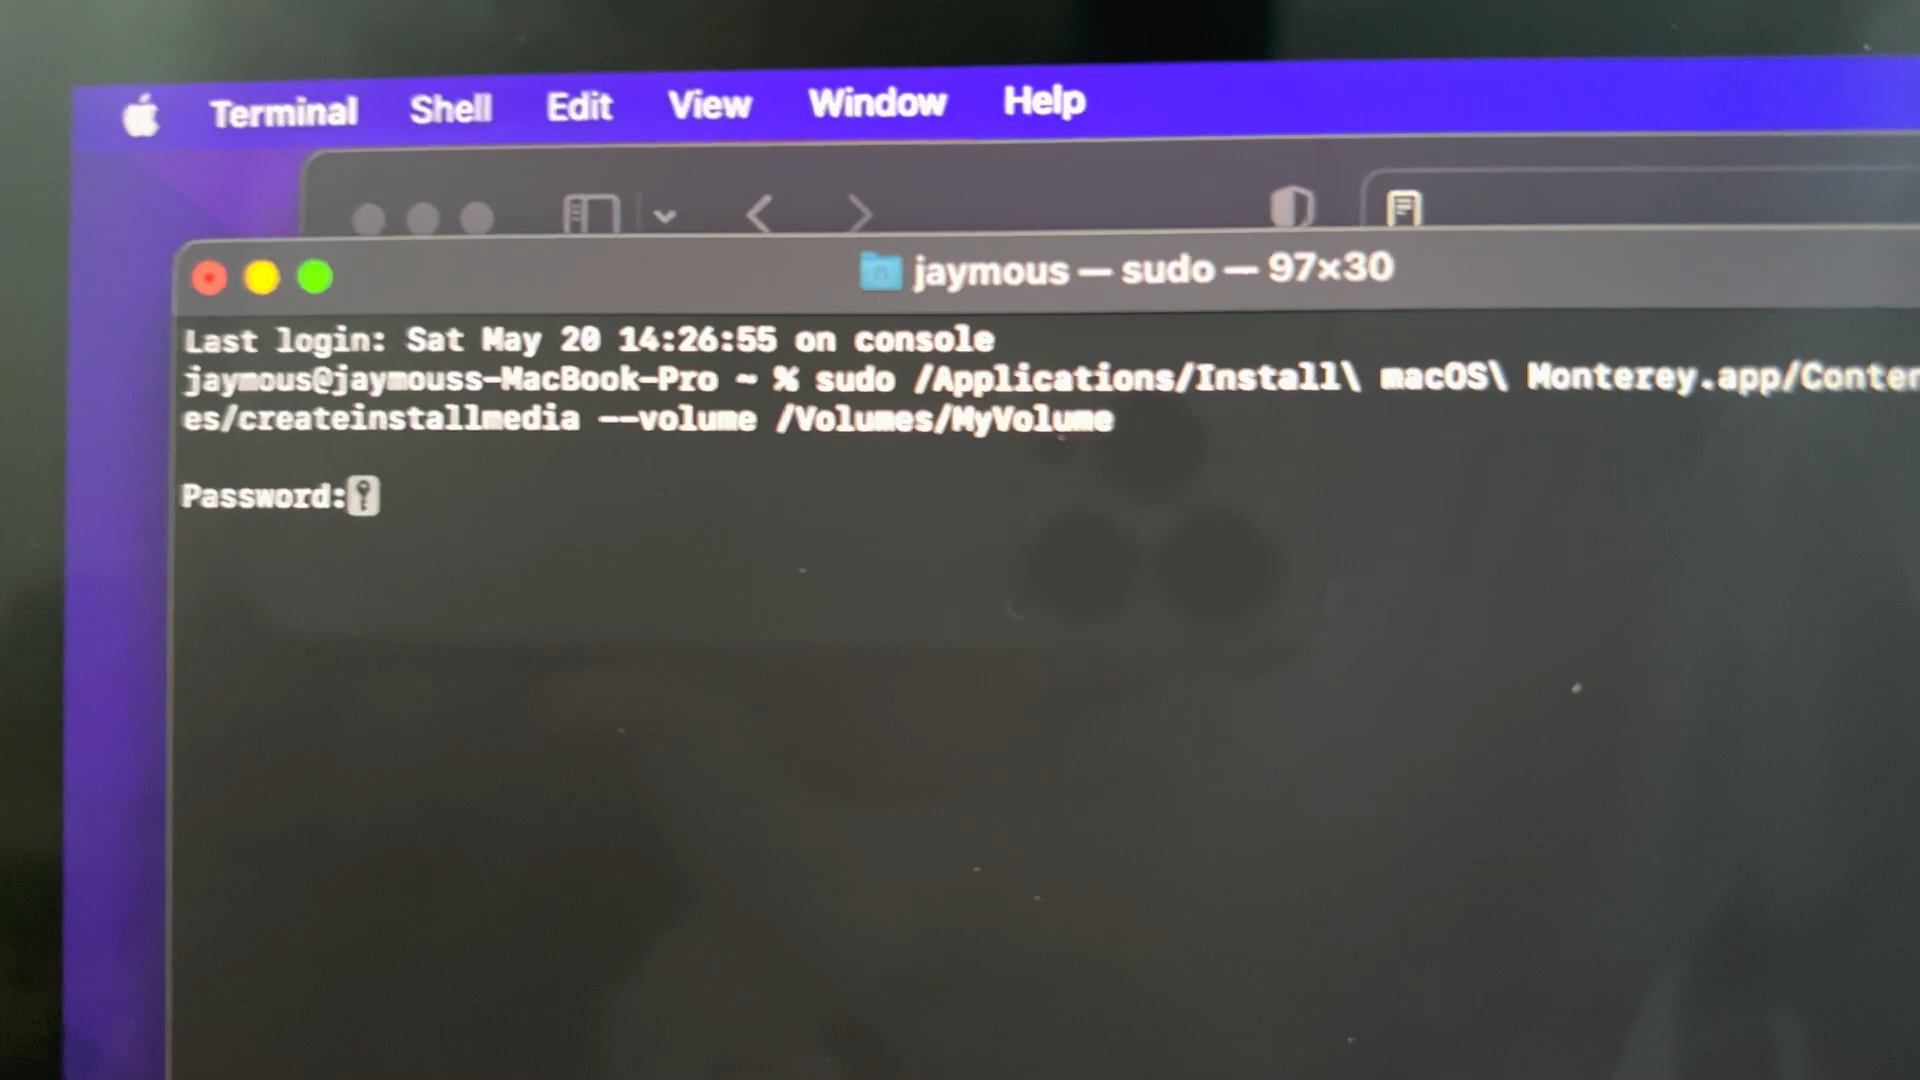 Terminal Shell Edit View Window Help
jaymous — sudo — 97×30
Last login: Sat May 20 14:26:55 on console
jaymous@jaymouss-MacBook-Pro ~ % sudo /Applications/Install\ macOS\ Monterey.app/Conten
es/createinstallmedia --volume /Volumes/MyVolume
Password: